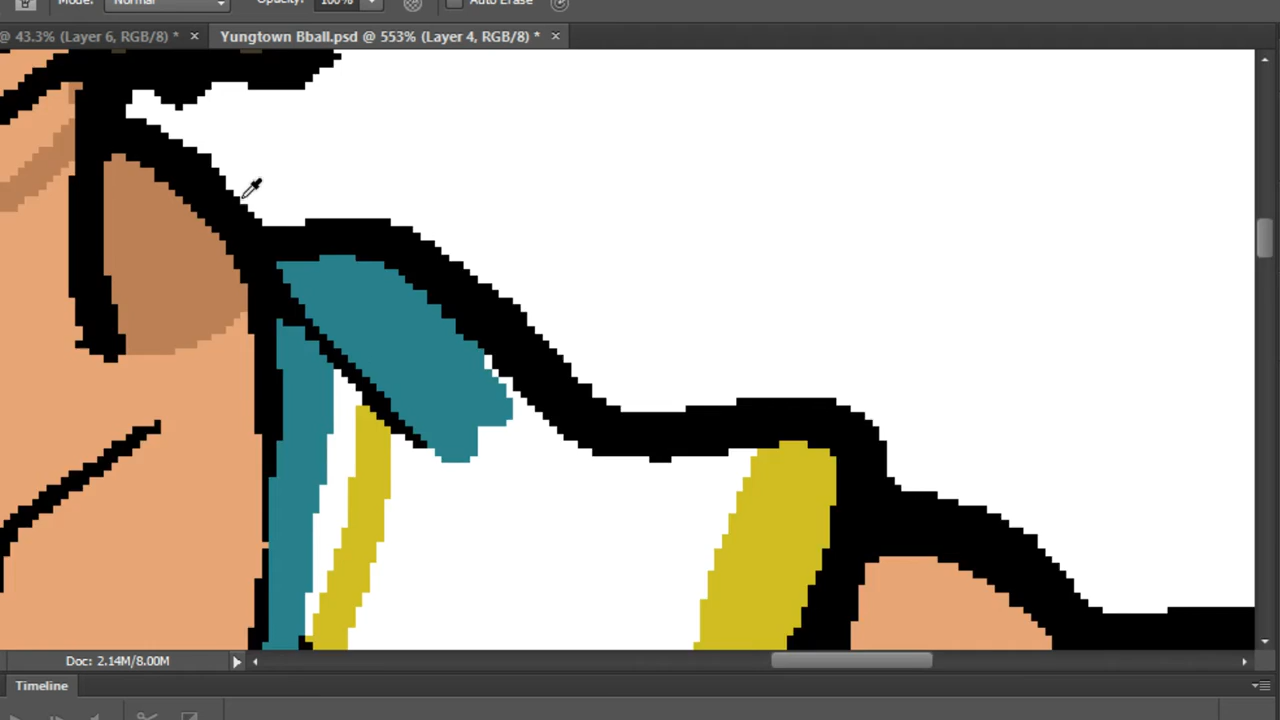 Mode: Normal Opacity: 100% Auto Erase
@ 43.3% (Layer 6, RGB/8) * × Yungtown Bball.psd @ 553% (Layer 4, RGB/8) * ×
Doc: 2.14M/8.00M
Timeline